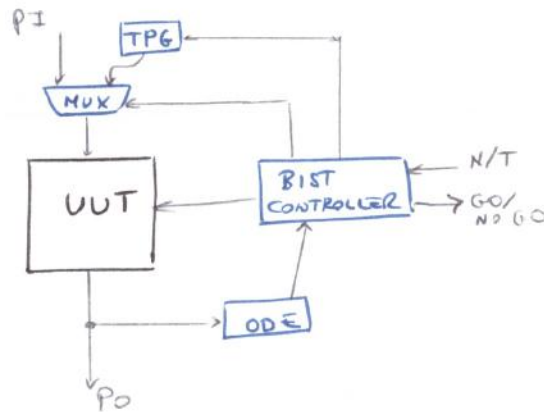 PI
TPG
MUX
UUT
BIST
CONTROLLER
N/T
GO/
NO GO
ODE
PO